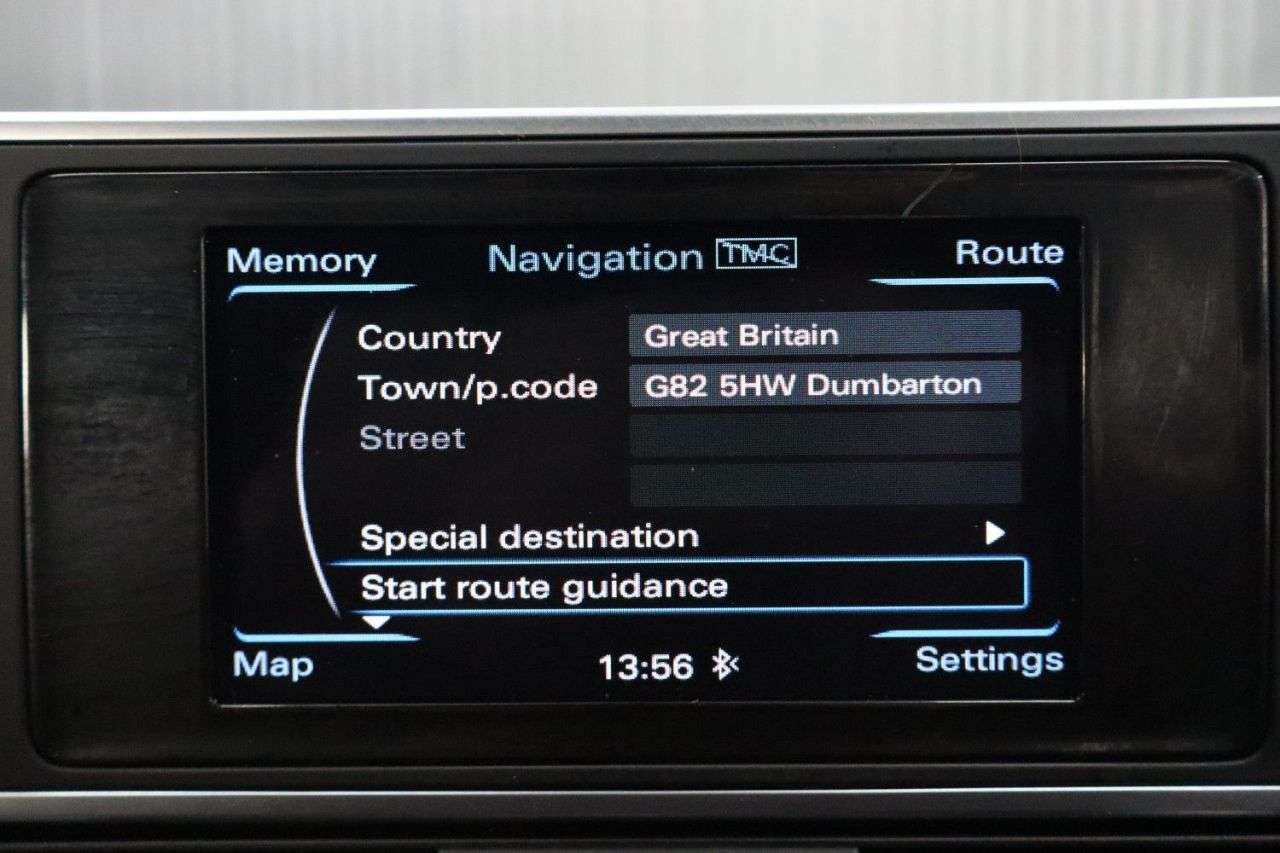 Memory Navigation TMC Route
Country Great Britain
Town/p.code G82 5HW Dumbarton
Street
Special destination
Start route guidance
Map 13:56 Settings